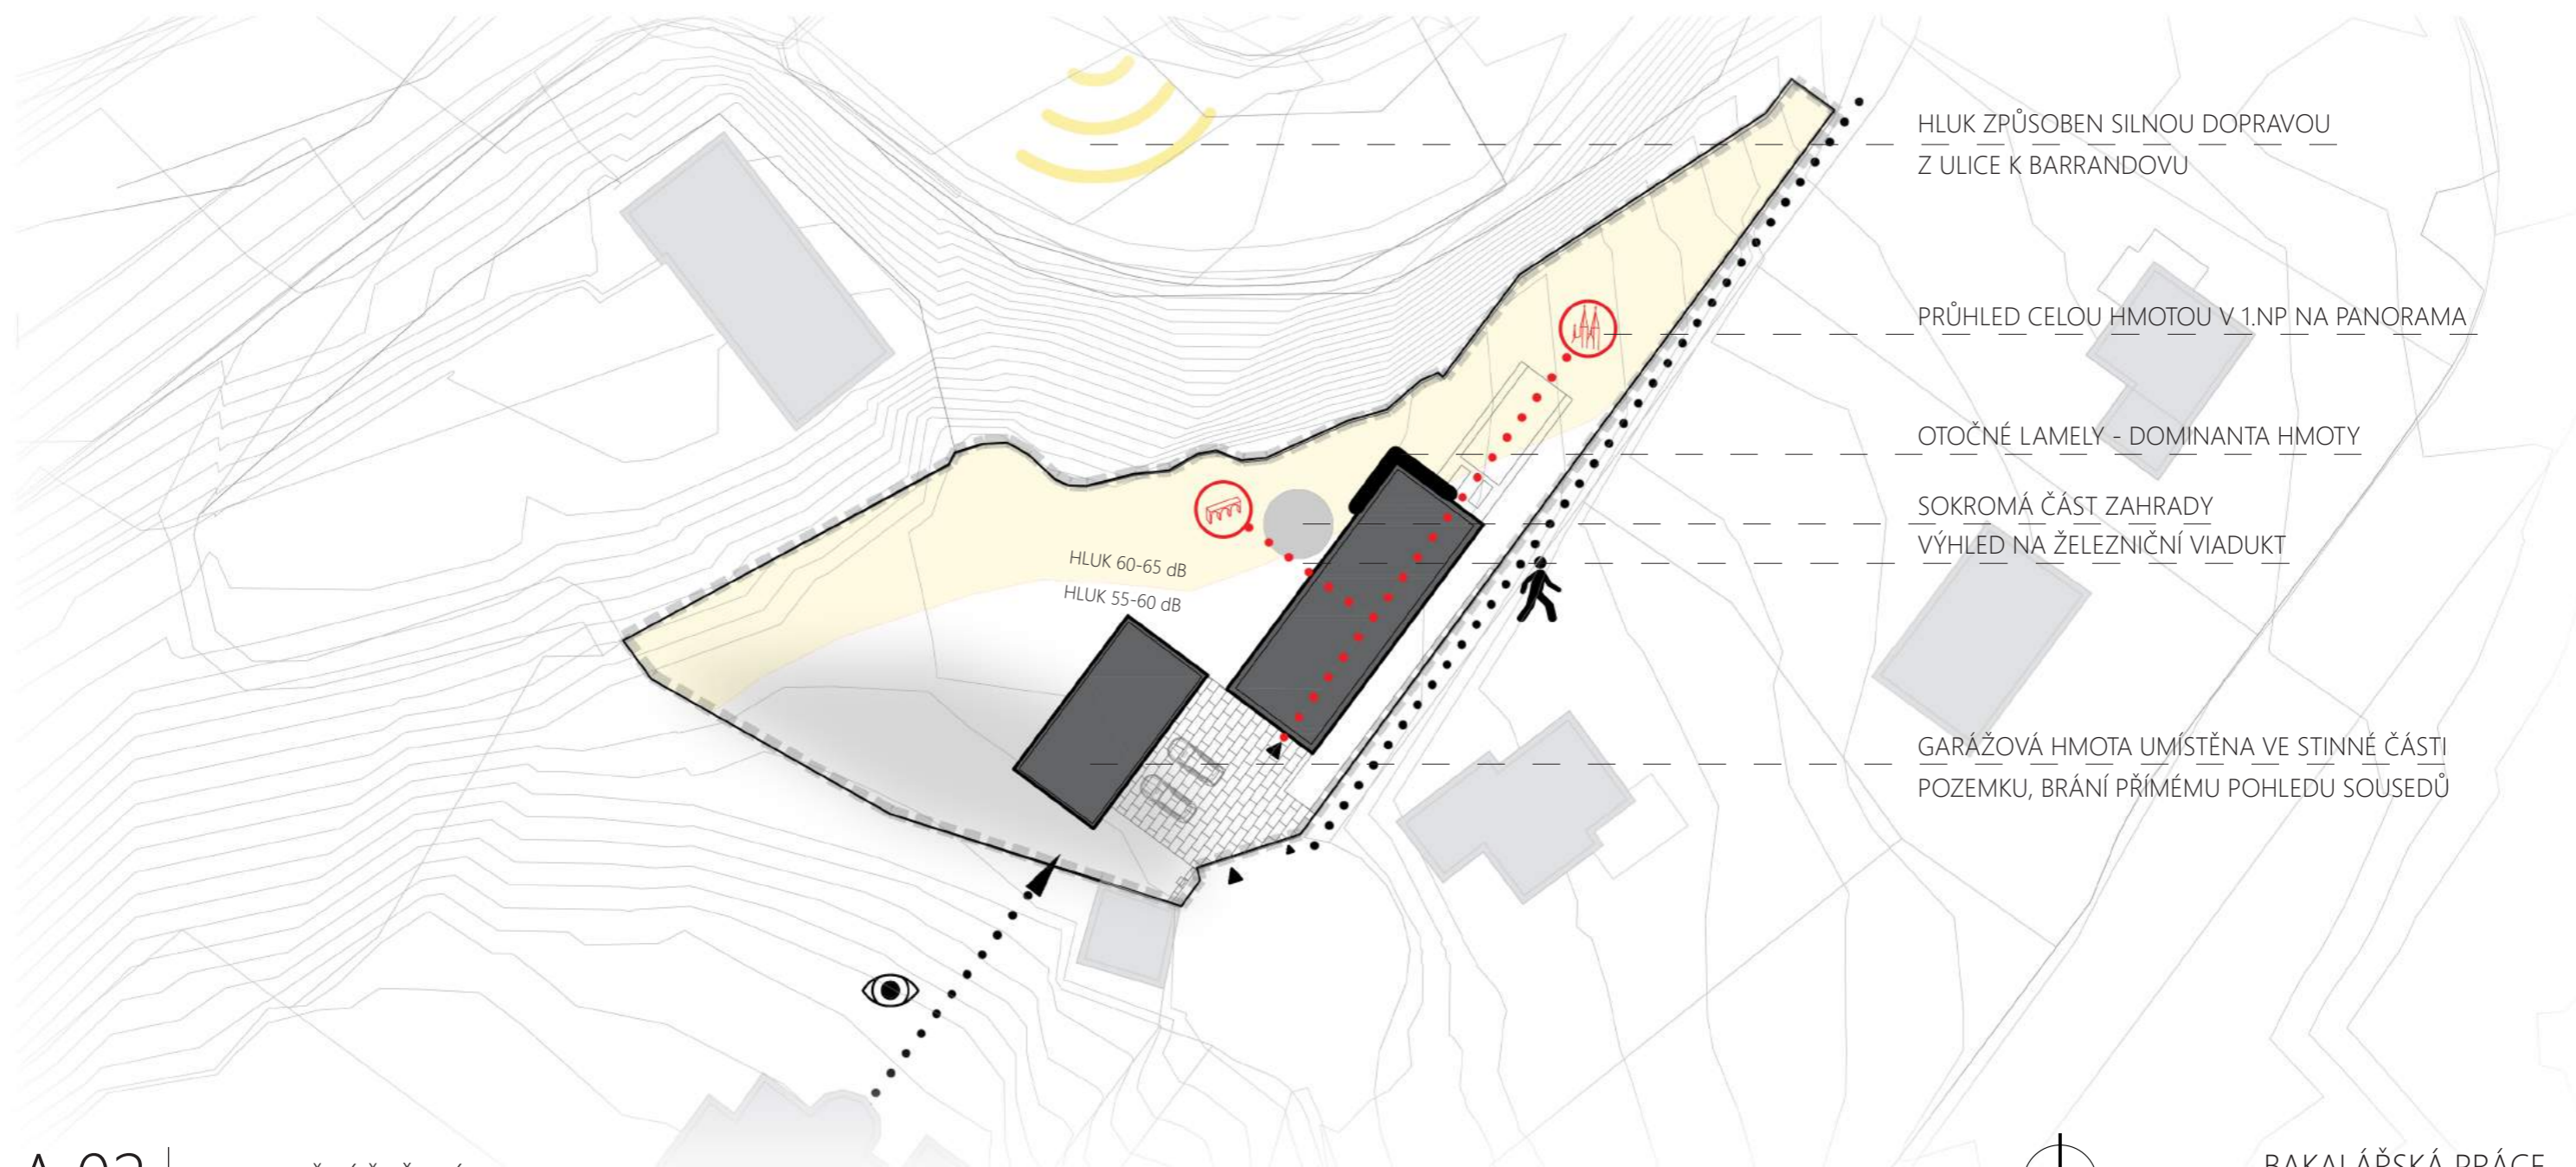 HLUK ZPŮSOBEN SILNOU DOPRAVOU
Z ULICE K BARRANDOVU
PRŮHLED CELOU HMOTOU V 1.NP NA PANORAMA
OTOČNÉ LAMELY - DOMINANTA HMOTY
SOKROMÁ ČÁST ZAHRADY
VÝHLED NA ŽELEZNIČNÍ VIADUKT
HLUK 60-65 dB
HLUK 55-60 dB
GARÁŽOVÁ HMOTA UMÍSTĚNA VE STINNÉ ČÁSTI
POZEMKU, BRÁNÍ PŘÍMÉMU POHLEDU SOUSEDŮ
BAKALÁŘSKÁ PRÁCE